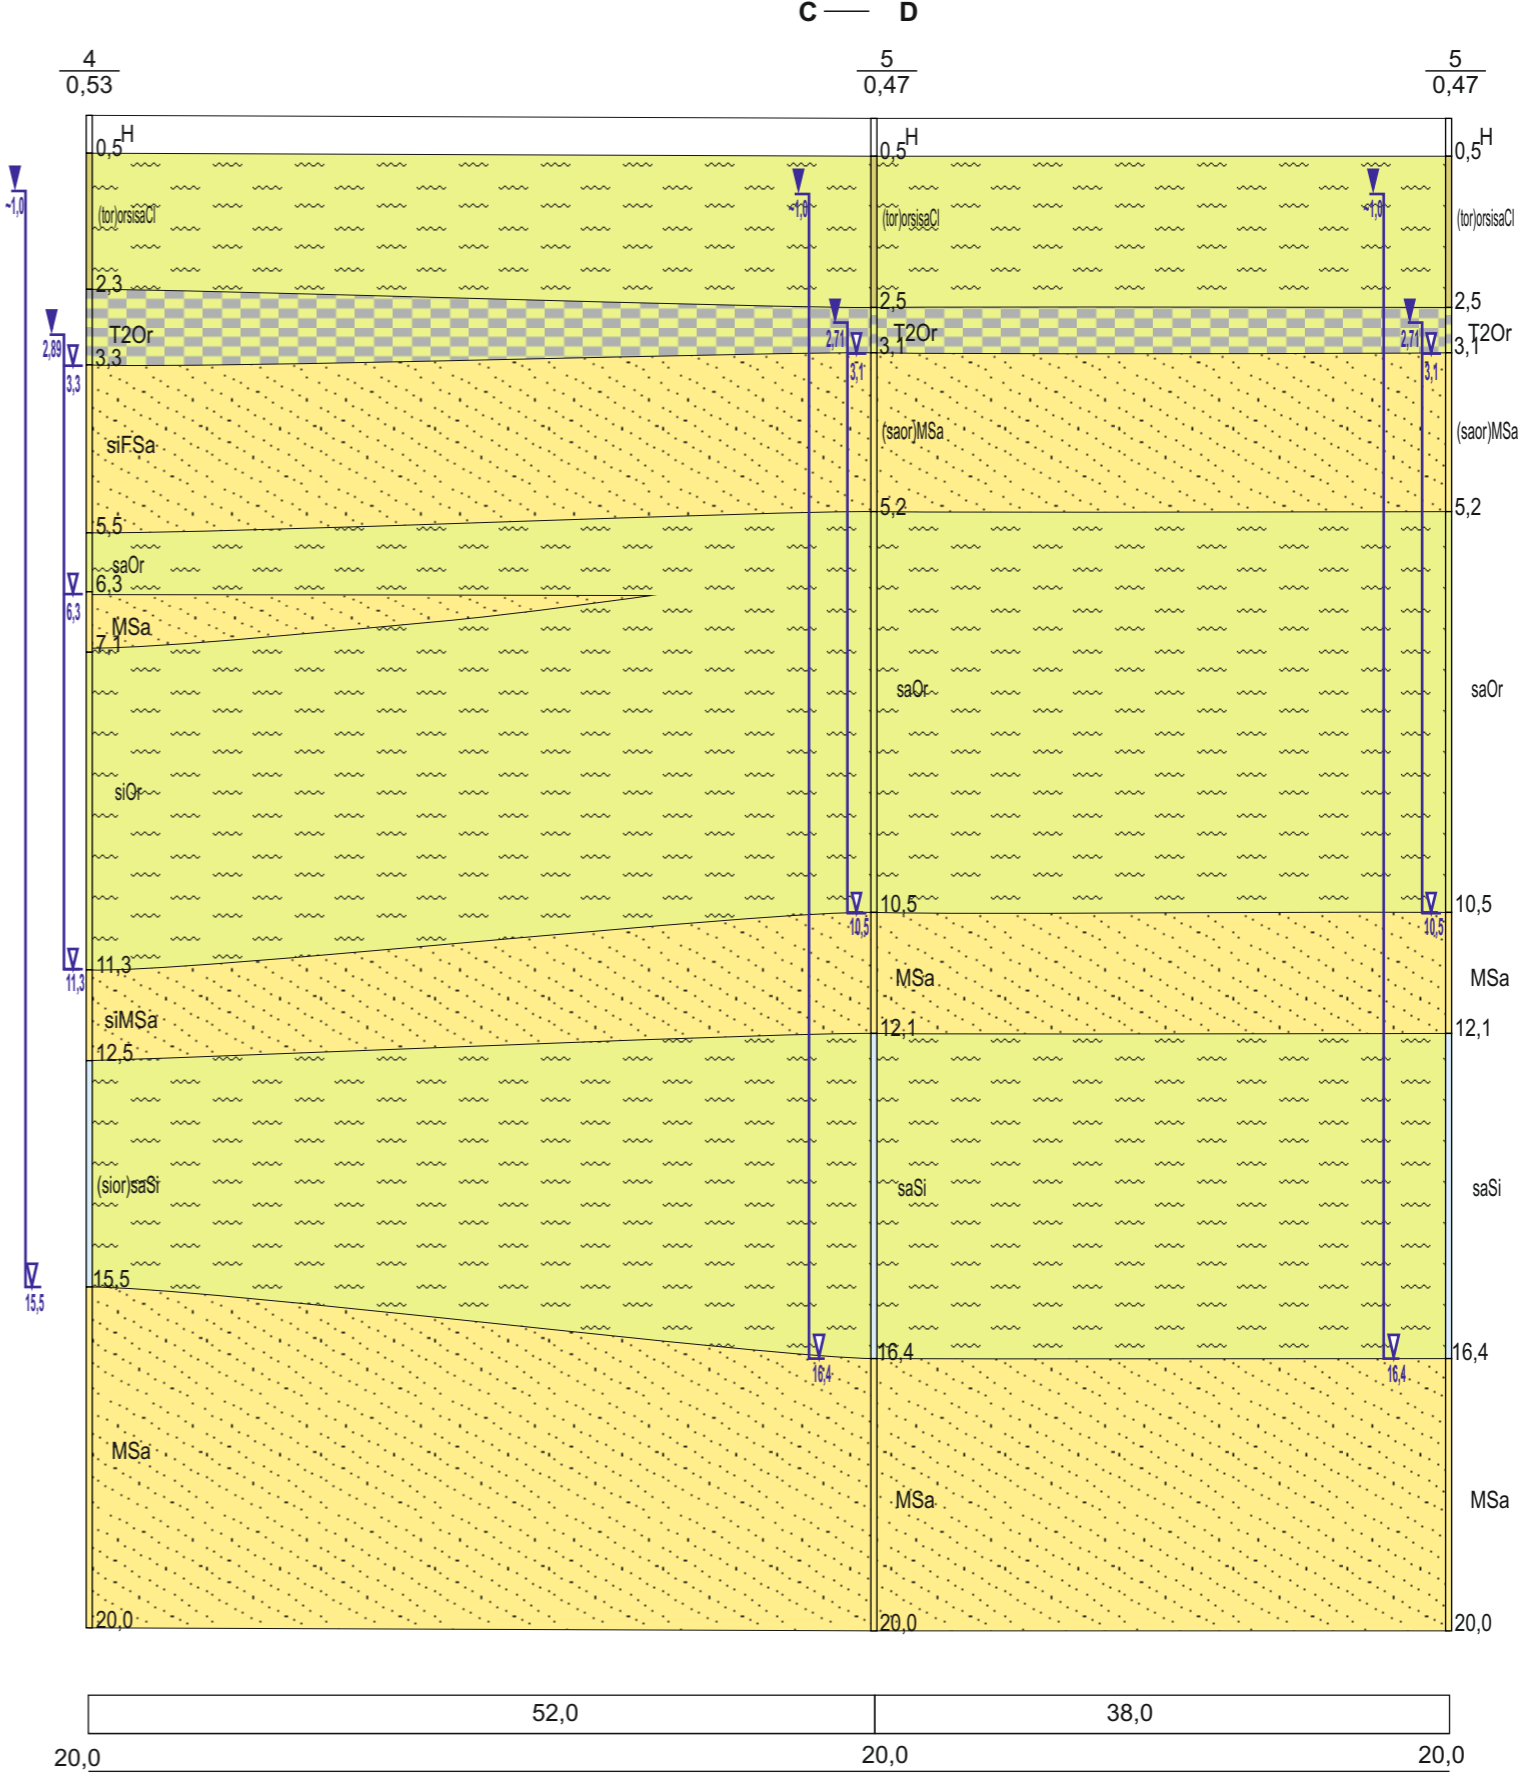 C — D
4 5 5
0,53 0,47 0,47
H H H
0,5 0,5 0,5
~1,0 ~1,0 ~1,0
(tor)orsisaCl (tor)orsisaCl (tor)orsisaCl
2,3 2,5 2,5
T2Or T2Or T2Or
2,89 2,71 2,71
3,3 3,1 3,1
3,3 3,1 3,1
siFSa (saor)MSa (saor)MSa
5,5 5,2 5,2
saOr
6,3
6,3
MSa
7,1
saOr saOr
siOr
11,3 10,5 10,5
11,3 10,5 10,5
siMSa MSa MSa
12,5 12,1 12,1
(sior)saSi saSi saSi
15,5
15,5
16,4 16,4
16,4 16,4
MSa MSa MSa
20,0 20,0 20,0
52,0 38,0
20,0 20,0 20,0